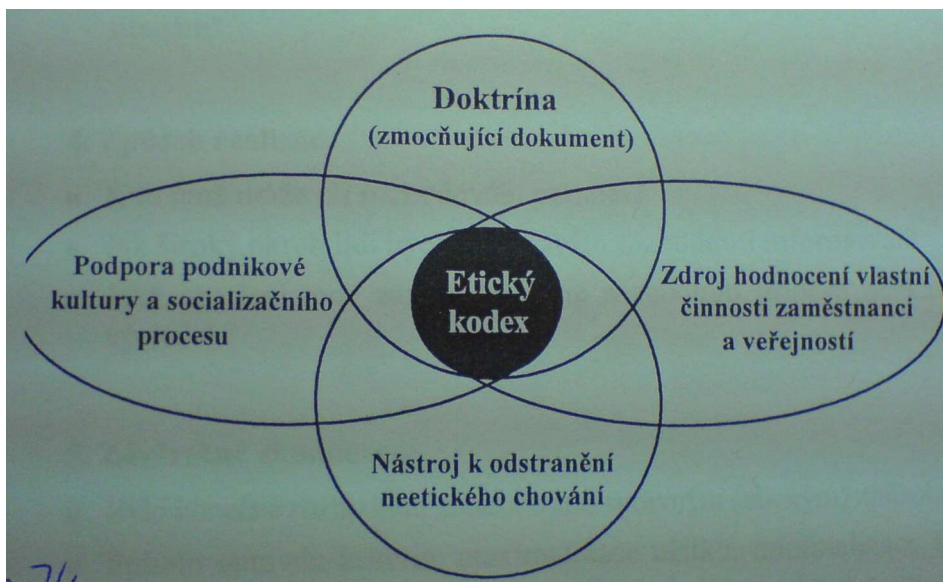 Doktrína
(zmocňující dokument)
Podpora podnikové
kultury a socializačního
procesu
Etický
kodex
Zdroj hodnocení vlastní
činnosti zaměstnanci
a veřejností
Nástroj k odstranění
neetického chování
74